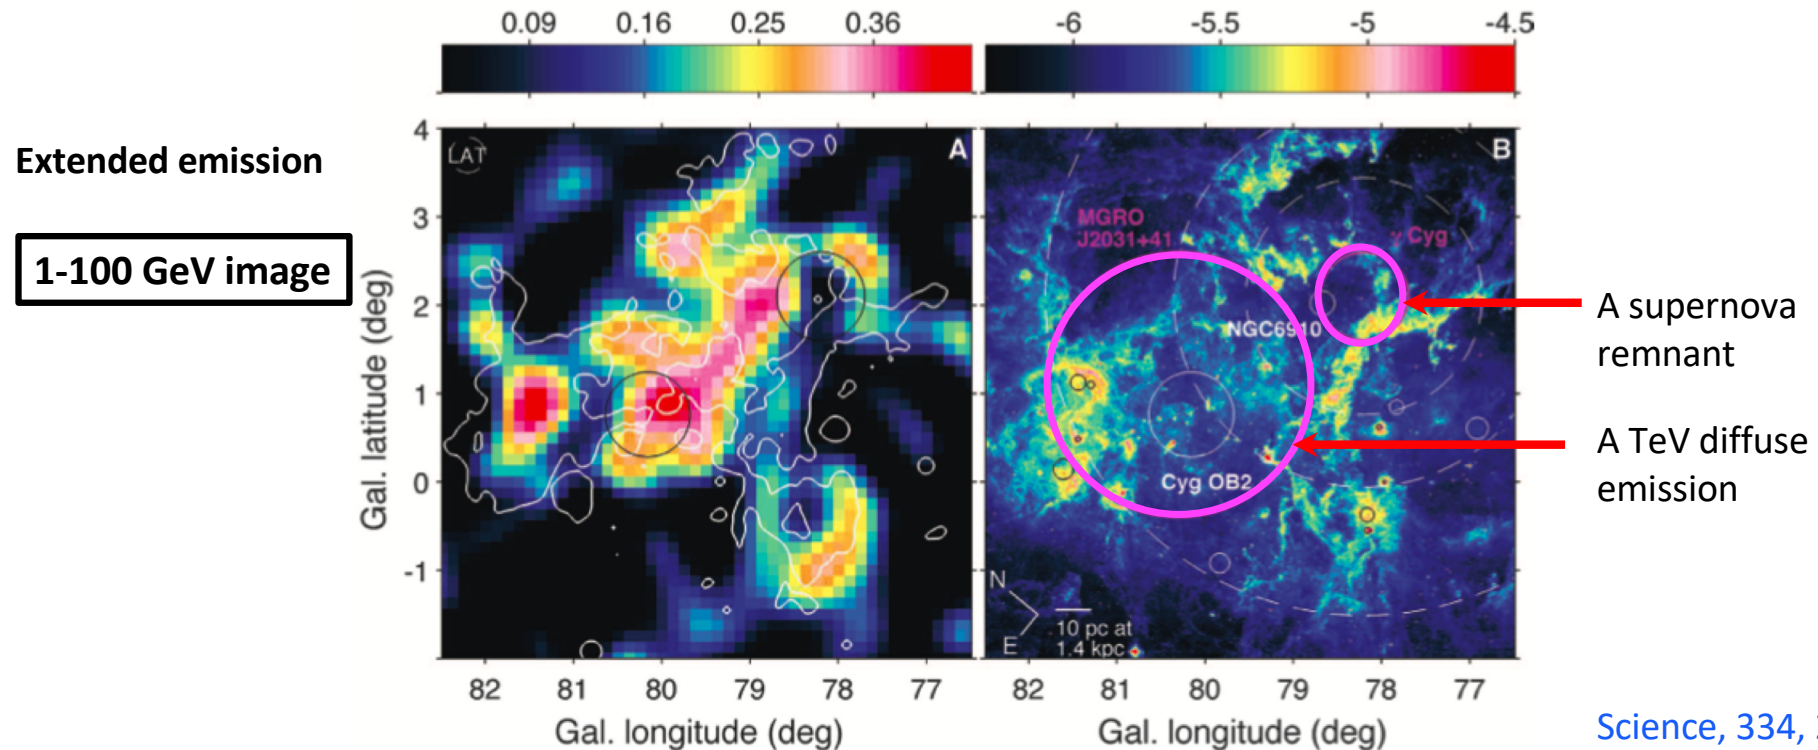 0.09 0.16 0.25 0.36
-6 -5.5 -5 -4.5
Extended emission
1-100 GeV image
LAT
A
B
MGRO
J2031+41
γ Cyg
NGC6910
Cyg OB2
N
E
10 pc at
1.4 kpc
A supernova
remnant
A TeV diffuse
emission
Gal. latitude (deg)
4
3
2
1
0
-1
82 81 80 79 78 77
82 81 80 79 78 77
Gal. longitude (deg)
Gal. longitude (deg)
Science, 334,